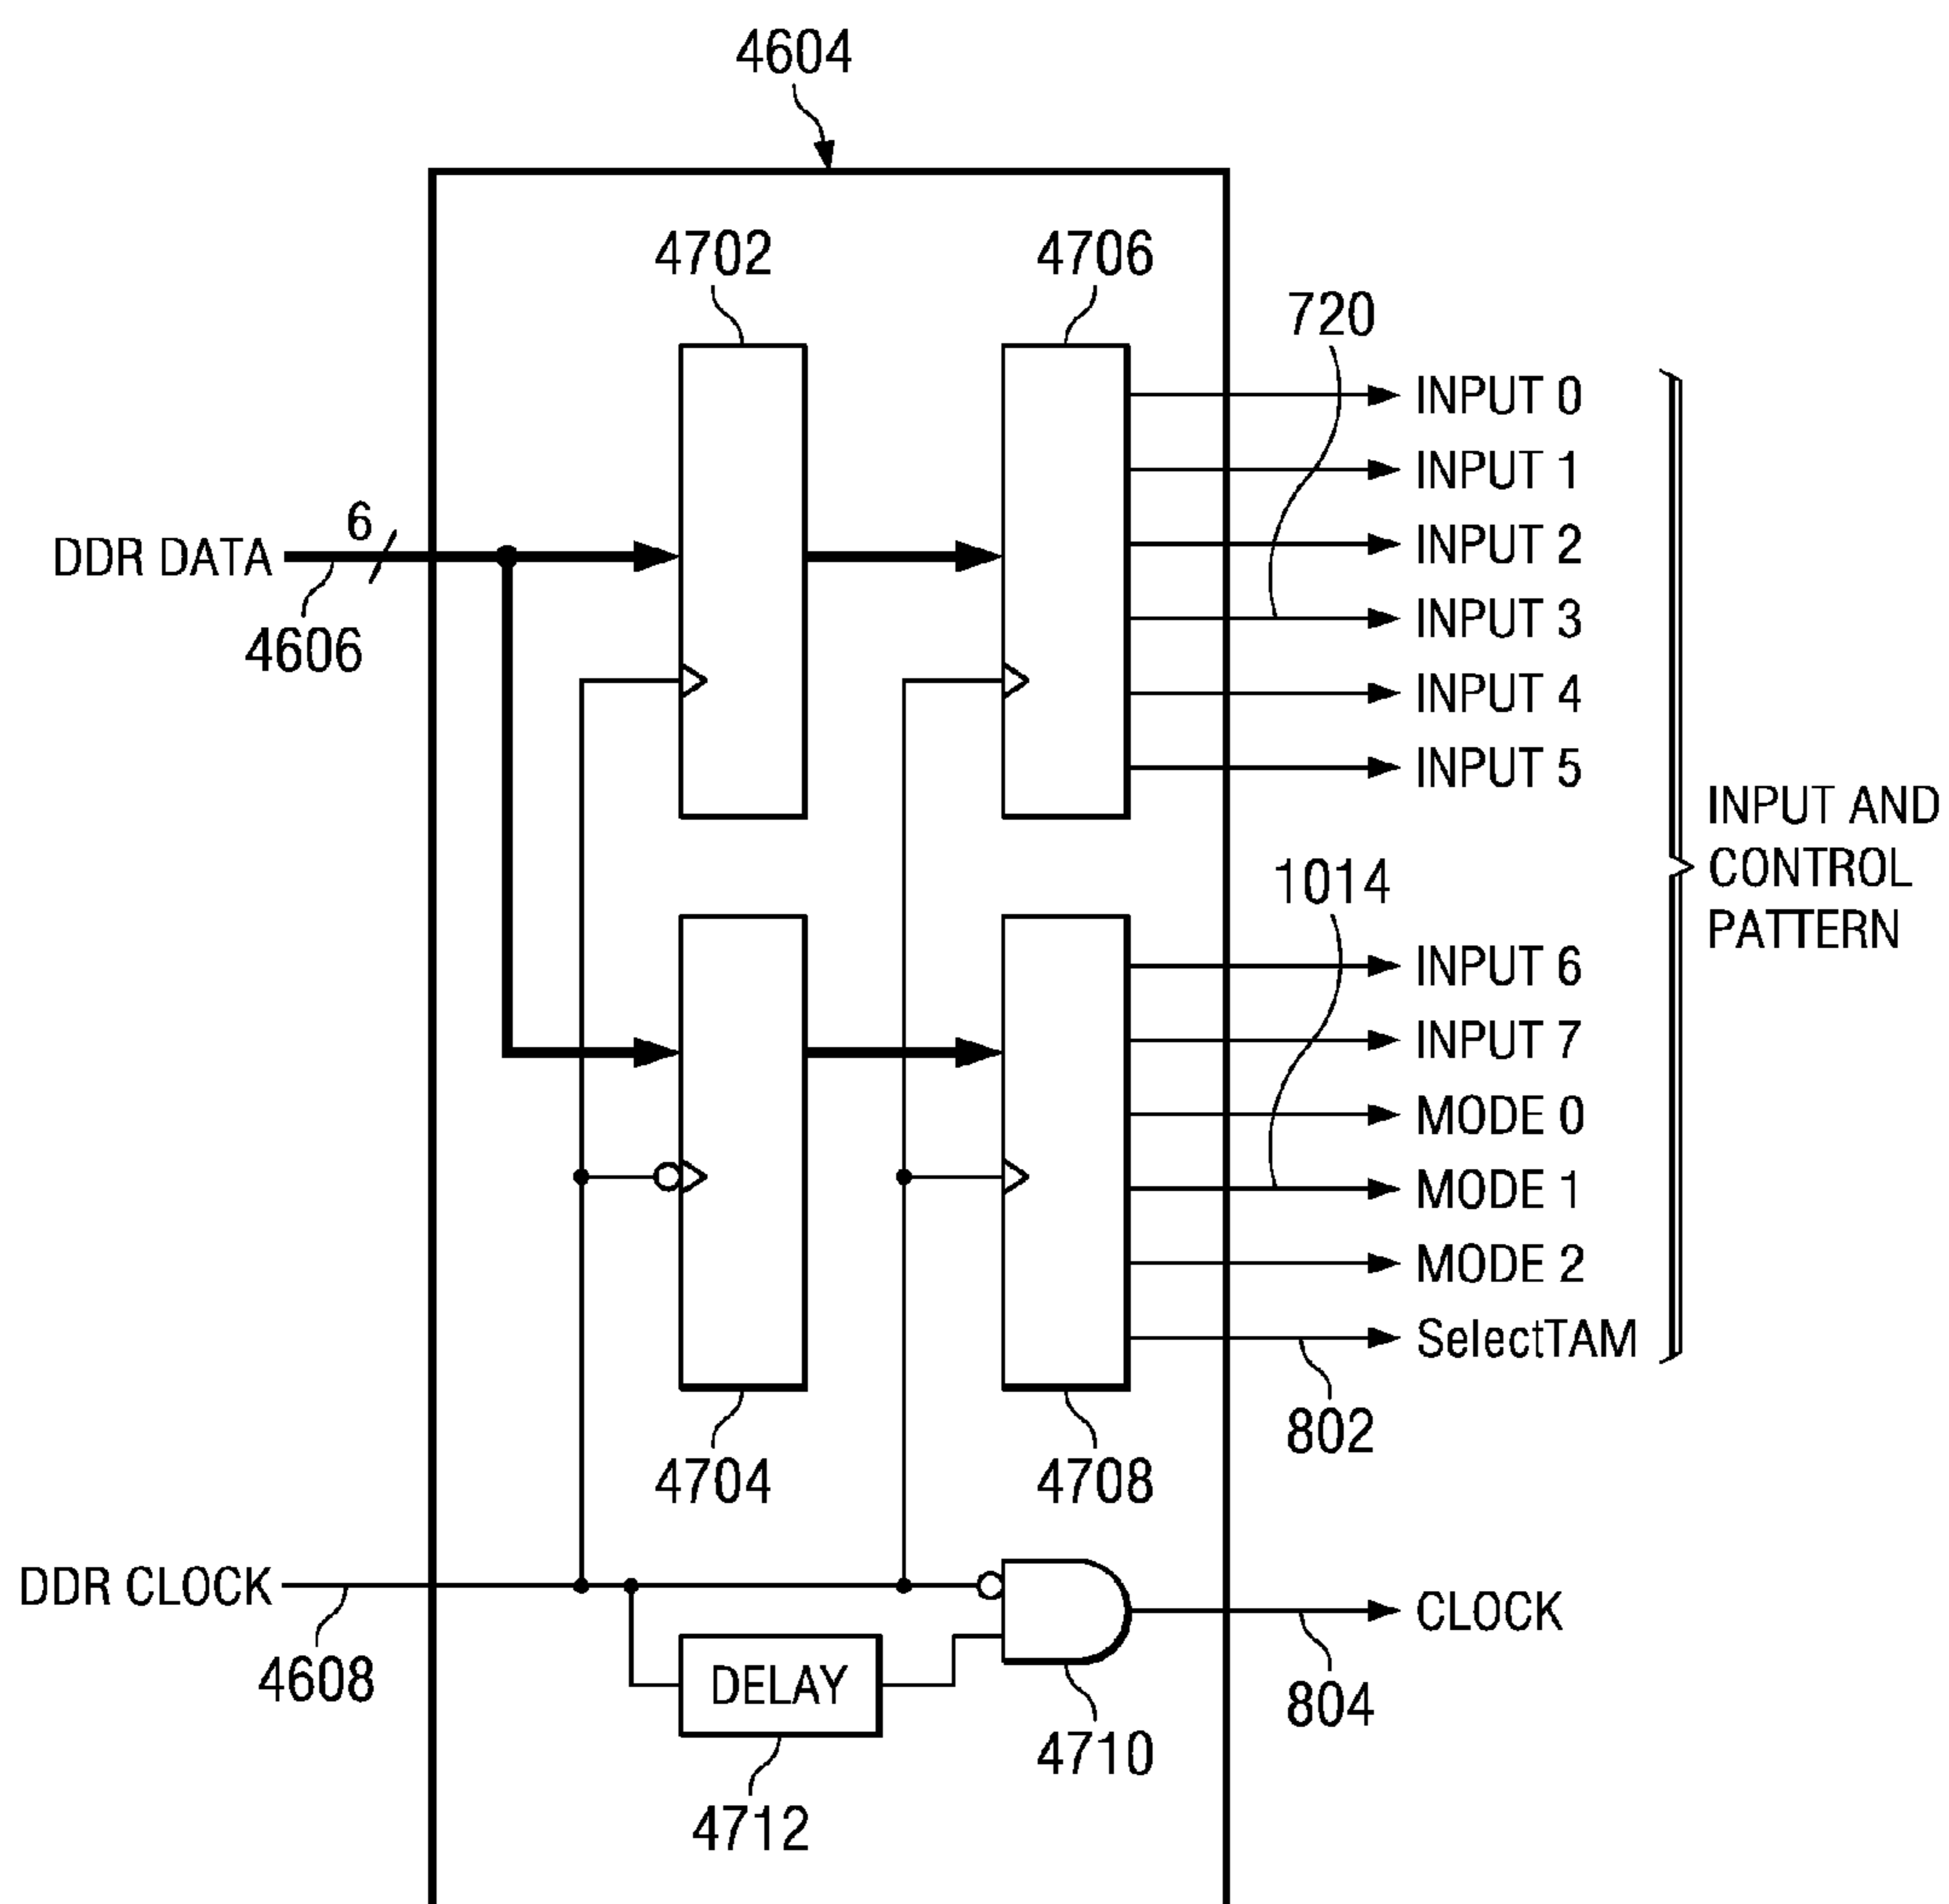 4604
4702
4706
720
INPUT 0
INPUT 1
6
INPUT 2
DDR DATA
INPUT 3
4606
INPUT 4
INPUT 5
INPUT AND
CONTROL
PATTERN
1014
INPUT 6
INPUT 7
MODE 0
MODE 1
MODE 2
SelectTAM
802
4704
4708
DDR CLOCK
CLOCK
4608
DELAY
804
4710
4712